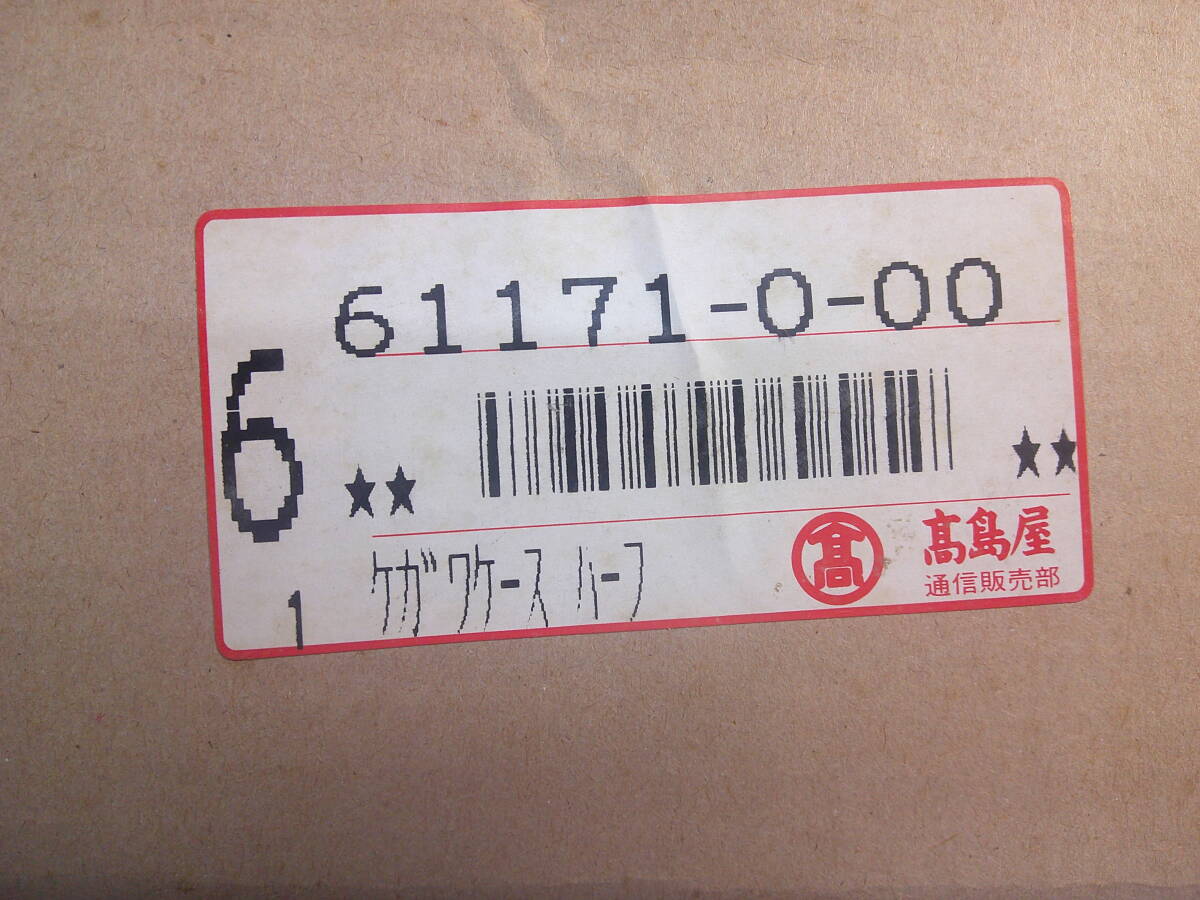 61171-0-00
6
★★ ★★
1
ｹｶﾞﾜｹｰｽ ﾊｰﾌ
髙
髙島屋
通信販売部